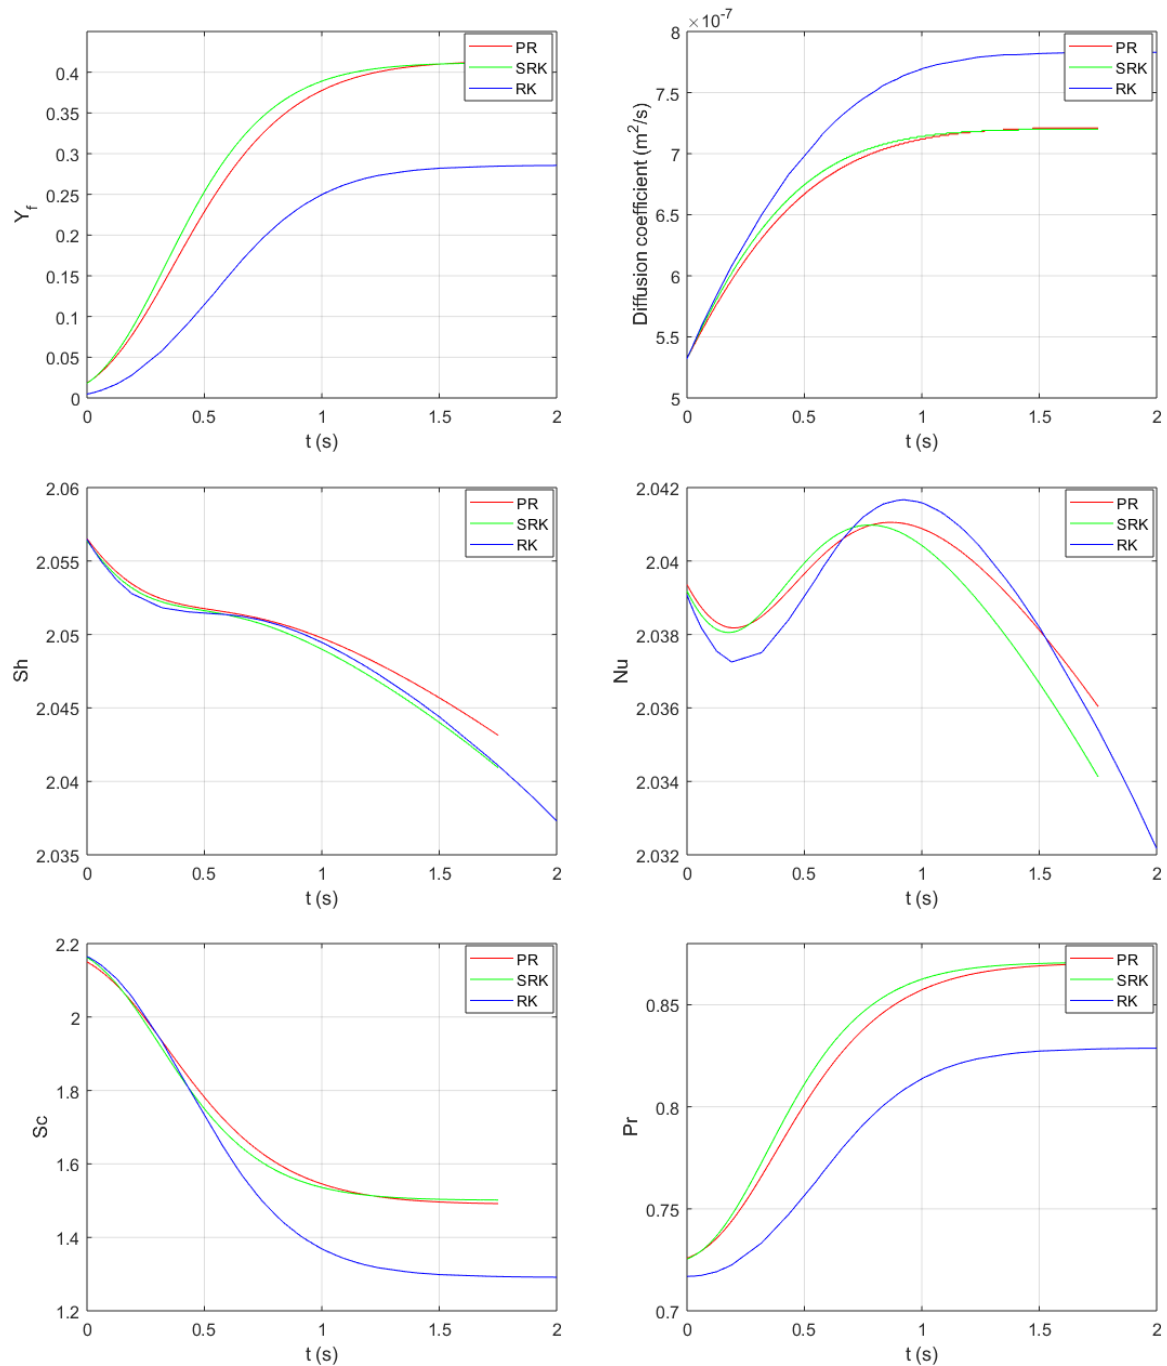 Y_f
0.4
0.35
0.3
0.25
0.2
0.15
0.1
0.05
0
0 0.5 1 1.5 2
t (s)
PR
SRK
RK
×10^-7
Diffusion coefficient (m^2/s)
8
7.5
7
6.5
6
5.5
5
0 0.5 1 1.5 2
t (s)
PR
SRK
RK
Sh
2.06
2.055
2.05
2.045
2.04
2.035
0 0.5 1 1.5 2
t (s)
PR
SRK
RK
Nu
2.042
2.04
2.038
2.036
2.034
2.032
0 0.5 1 1.5 2
t (s)
PR
SRK
RK
Sc
2.2
2
1.8
1.6
1.4
1.2
0 0.5 1 1.5 2
t (s)
PR
SRK
RK
Pr
0.85
0.8
0.75
0.7
0 0.5 1 1.5 2
t (s)
PR
SRK
RK